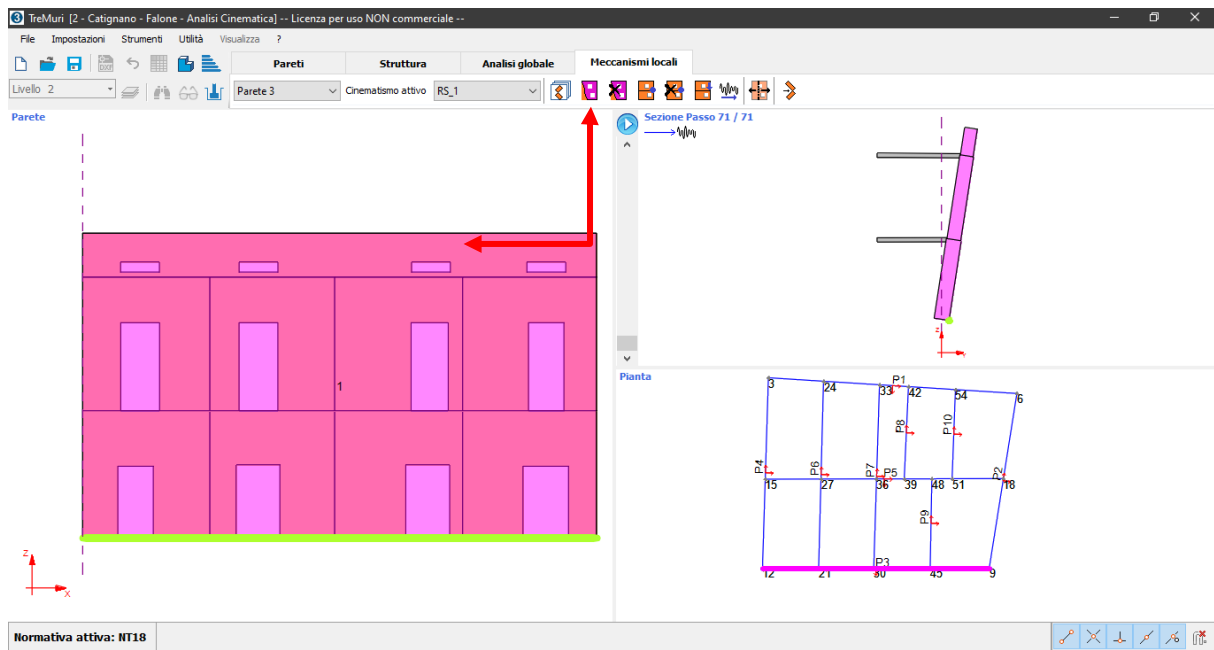 TreMuri [2 - Catignano - Falone - Analisi Cinematica] -- Licenza per uso NON commerciale --
File Impostazioni Strumenti Utilità Visualizza ?
Pareti Struttura Analisi globale Meccanismi locali
Livello 2 Parete 3 Cinematismo attivo RS_1
Parete
Sezione Passo 71 / 71
1
z
x
z
Pianta
3 24 33 P1 42 54 6
P8 P10
P4 P6 P7 P5 P2
15 27 36 39 48 51 18
P9
P3
12 21 30 45 9
Normativa attiva: NT18